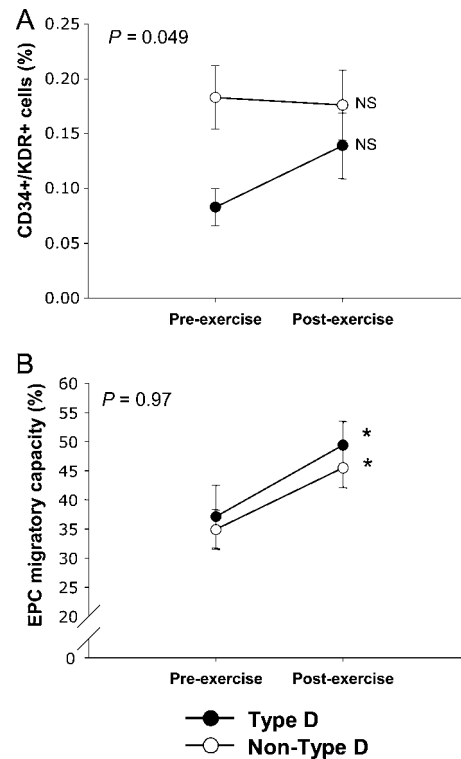 A
P = 0.049
CD34+/KDR+ cells (%)
0.25
0.20
0.15
0.10
0.05
0.00
NS
NS
Pre-exercise Post-exercise
B
P = 0.97
EPC migratory capacity (%)
60
55
50
45
40
35
30
25
20
0
*
*
Pre-exercise Post-exercise
Type D
Non-Type D